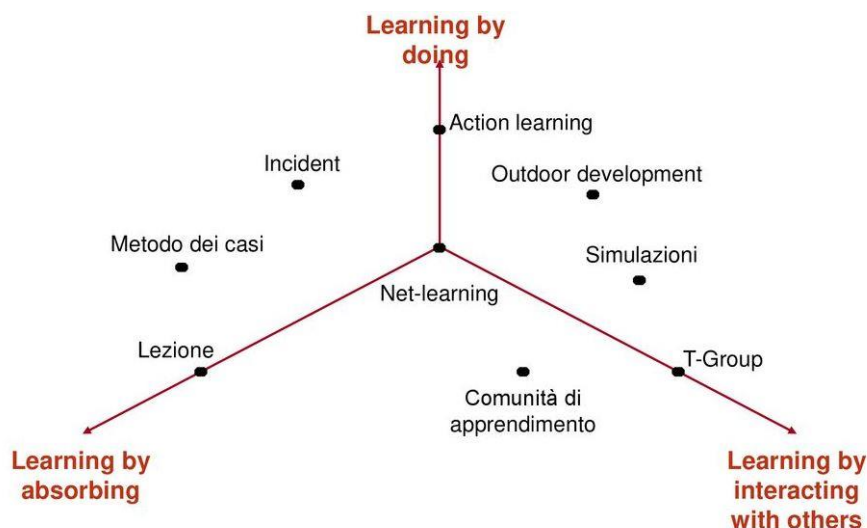 Learning by
doing
Action learning
Incident
Outdoor development
Metodo dei casi
Simulazioni
Net-learning
Lezione
T-Group
Comunità di
apprendimento
Learning by
absorbing
Learning by
interacting
with others